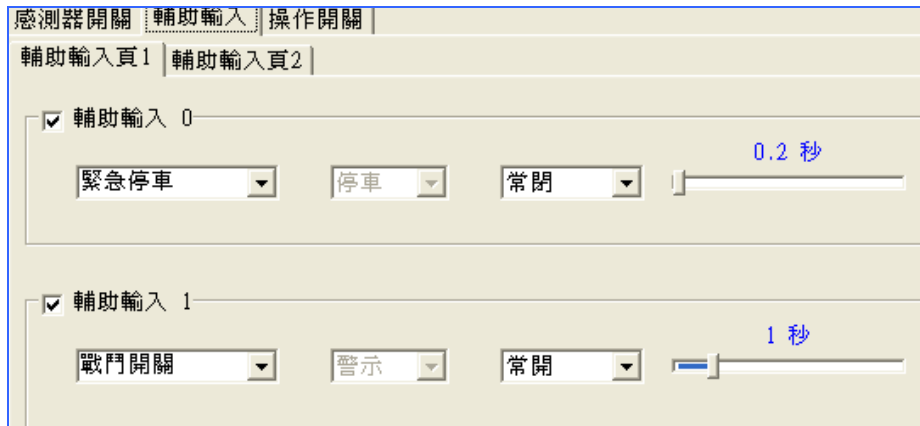 感測器開關 輔助輸入 操作開關
輔助輸入頁1 輔助輸入頁2
輔助輸入 0
0.2 秒
緊急停車 停車 常閉
輔助輸入 1
1 秒
戰鬥開關 警示 常開